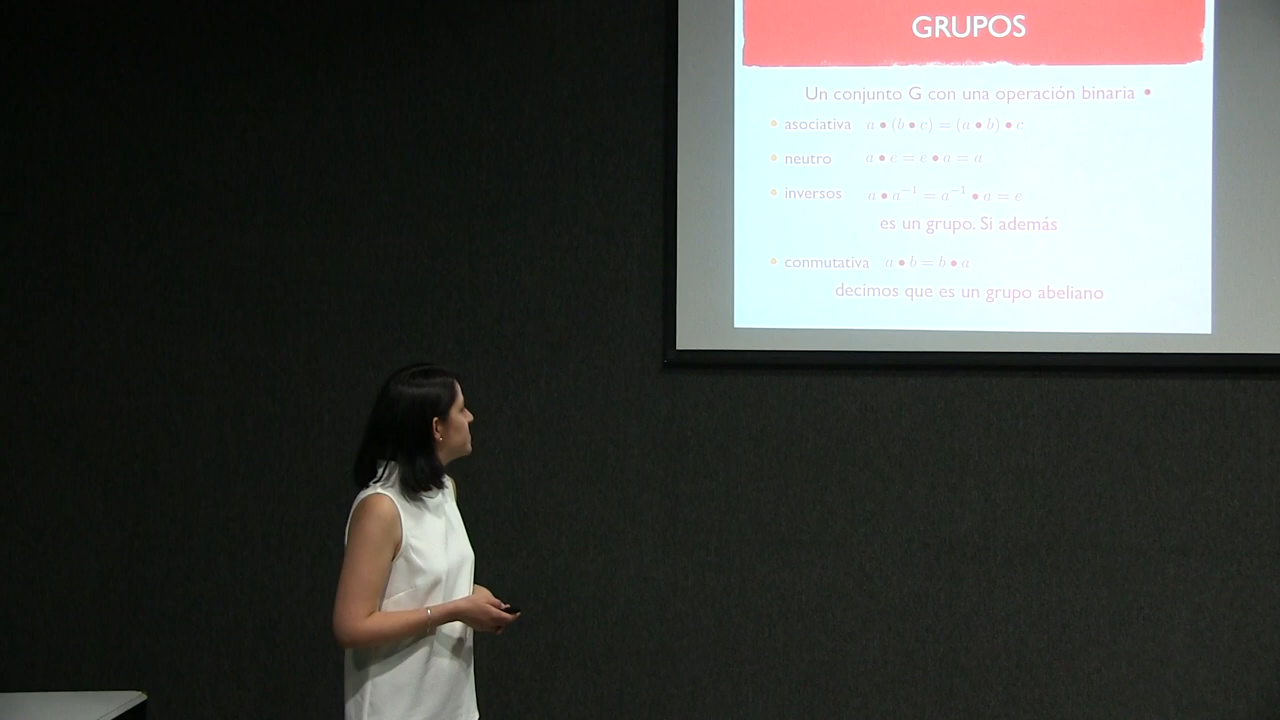 GRUPOS
Un conjunto G con una operación binaria •
asociativa a • (b • c) = (a • b) • c
neutro a • e = e • a = a
inversos a • a⁻¹ = a⁻¹ • a = e
es un grupo. Si además
conmutativa a • b = b • a
decimos que es un grupo abeliano